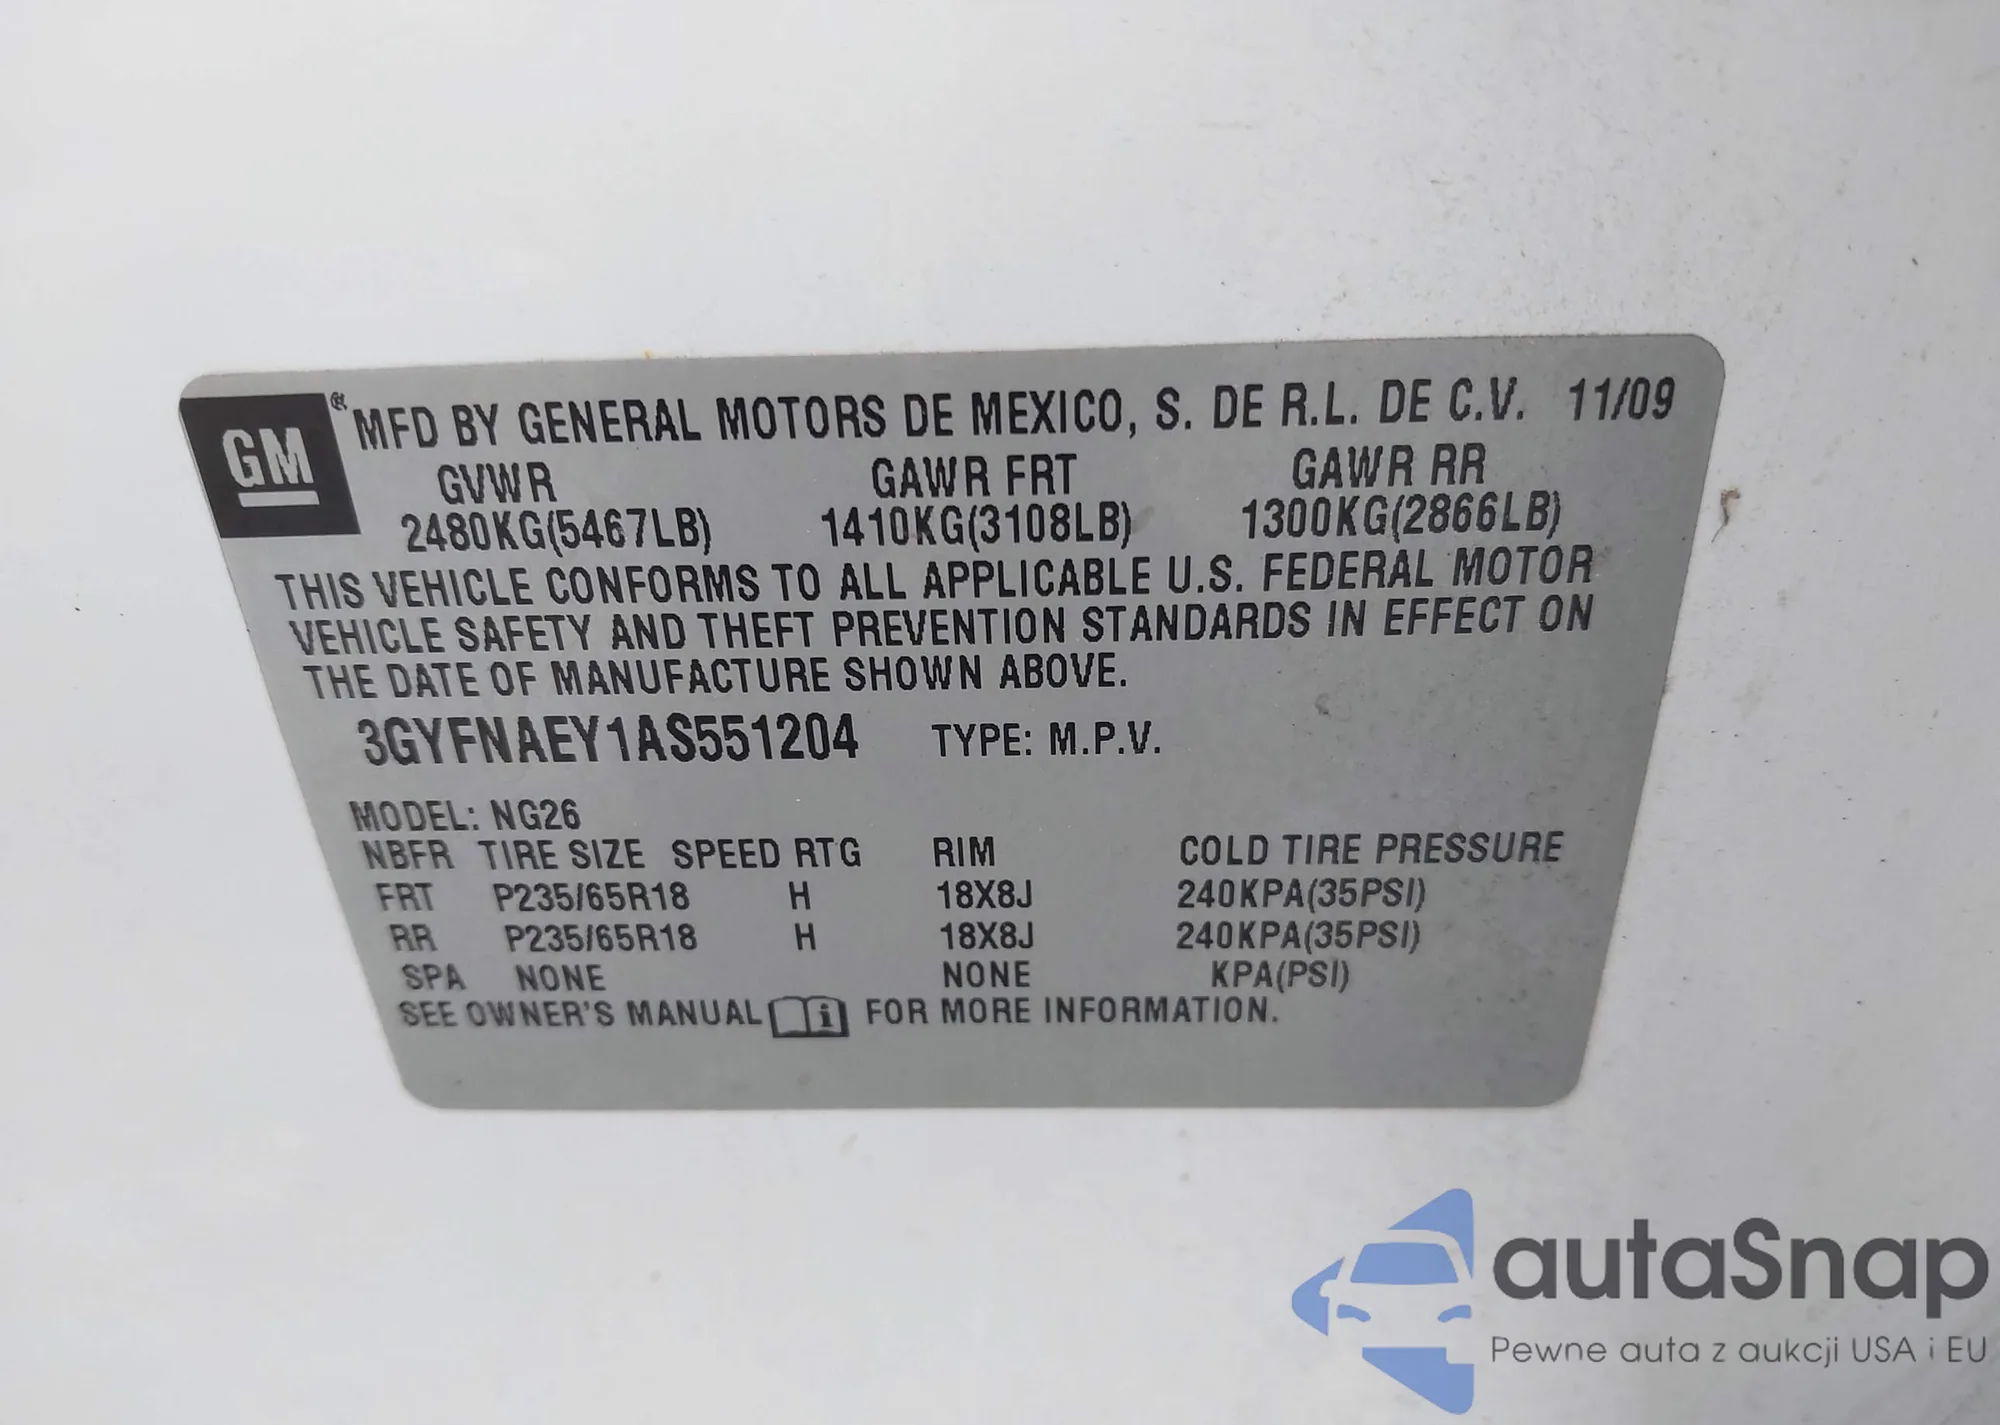 GM ® MFD BY GENERAL MOTORS DE MEXICO, S. DE R.L. DE C.V. 11/09
GVWR GAWR FRT GAWR RR
2480KG(5467LB) 1410KG(3108LB) 1300KG(2866LB)
THIS VEHICLE CONFORMS TO ALL APPLICABLE U.S. FEDERAL MOTOR
VEHICLE SAFETY AND THEFT PREVENTION STANDARDS IN EFFECT ON
THE DATE OF MANUFACTURE SHOWN ABOVE.
3GYFNAEY1AS551204 TYPE: M.P.V.
MODEL: NG26
NBFR TIRE SIZE SPEED RTG RIM COLD TIRE PRESSURE
FRT P235/65R18 H 18X8J 240KPA(35PSI)
RR P235/65R18 H 18X8J 240KPA(35PSI)
SPA NONE NONE KPA(PSI)
SEE OWNER'S MANUAL i FOR MORE INFORMATION.
autaSnap
Pewne auta z aukcji USA i EU